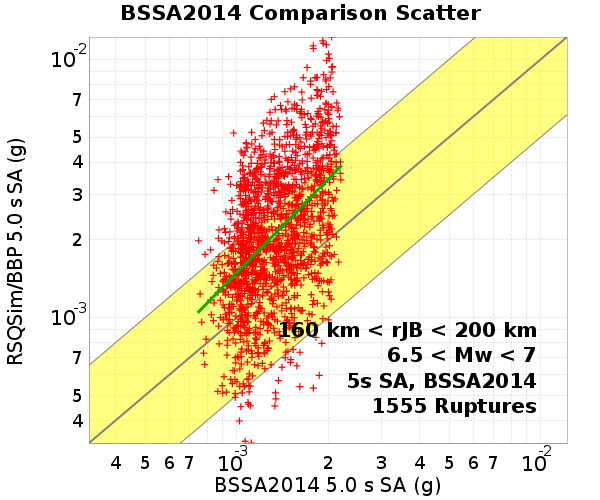 BSSA2014 Comparison Scatter
RSQSim/BBP 5.0 s SA (g)
10-2
7
5
4
3
2
10-3
7
5
4
160 km < rJB < 200 km
6.5 < Mw < 7
5s SA, BSSA2014
1555 Ruptures
4 5 6 7 10-3 2 3 4 5 6 7 10-2
BSSA2014 5.0 s SA (g)